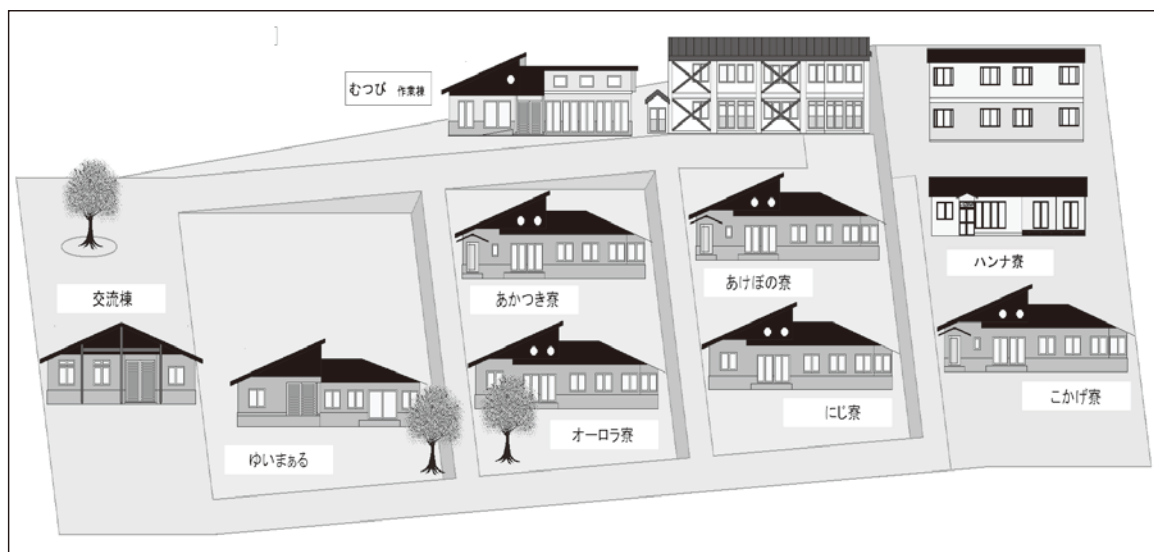 むつび 作業棟
ハンナ寮
あけぼの寮
あかつき寮
交流棟
こかげ寮
にじ寮
オーロラ寮
ゆいまぁる